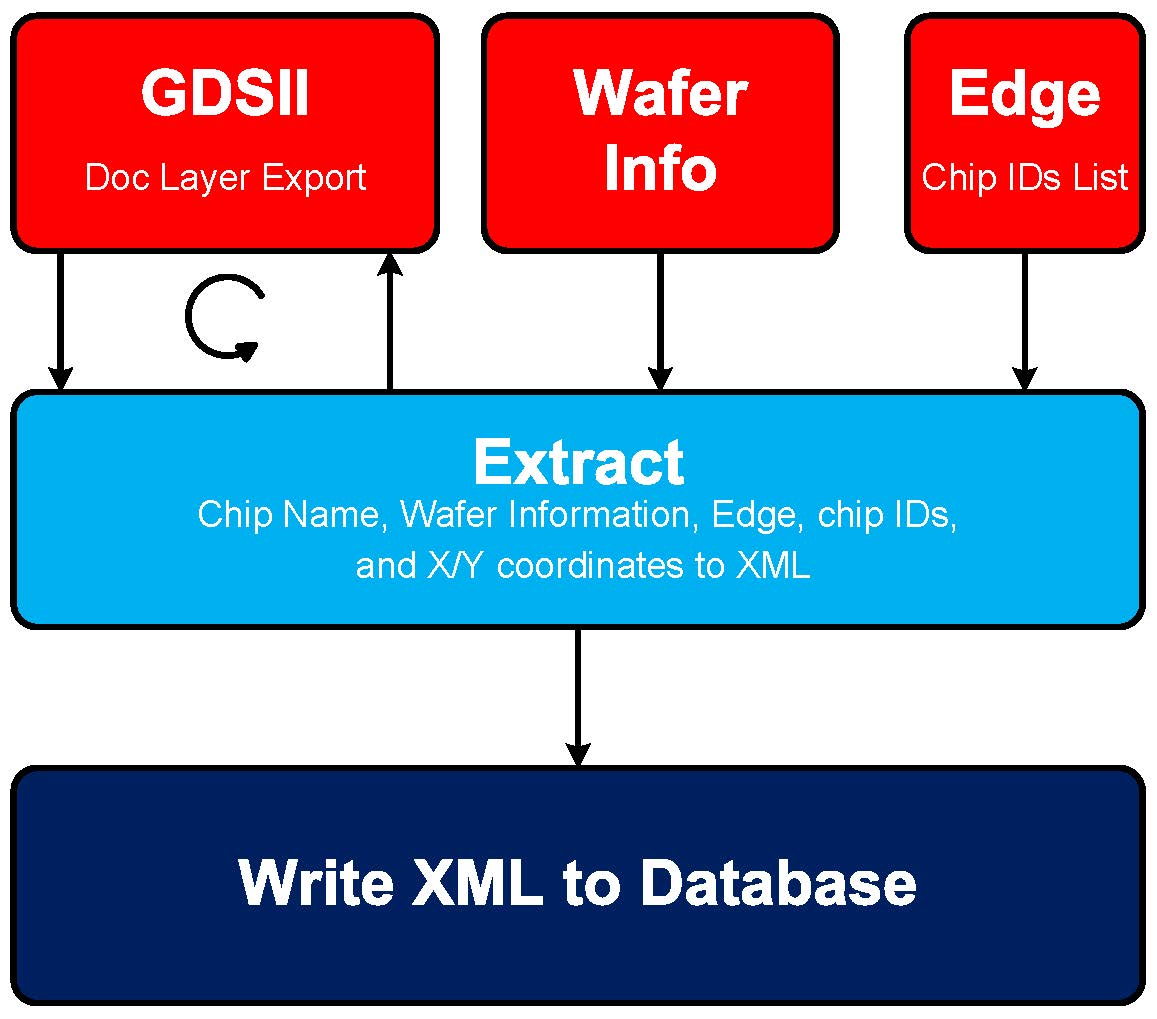 GDSII
Doc Layer Export
Wafer
Info
Edge
Chip IDs List
Extract
Chip Name, Wafer Information, Edge, chip IDs,
and X/Y coordinates to XML
Write XML to Database